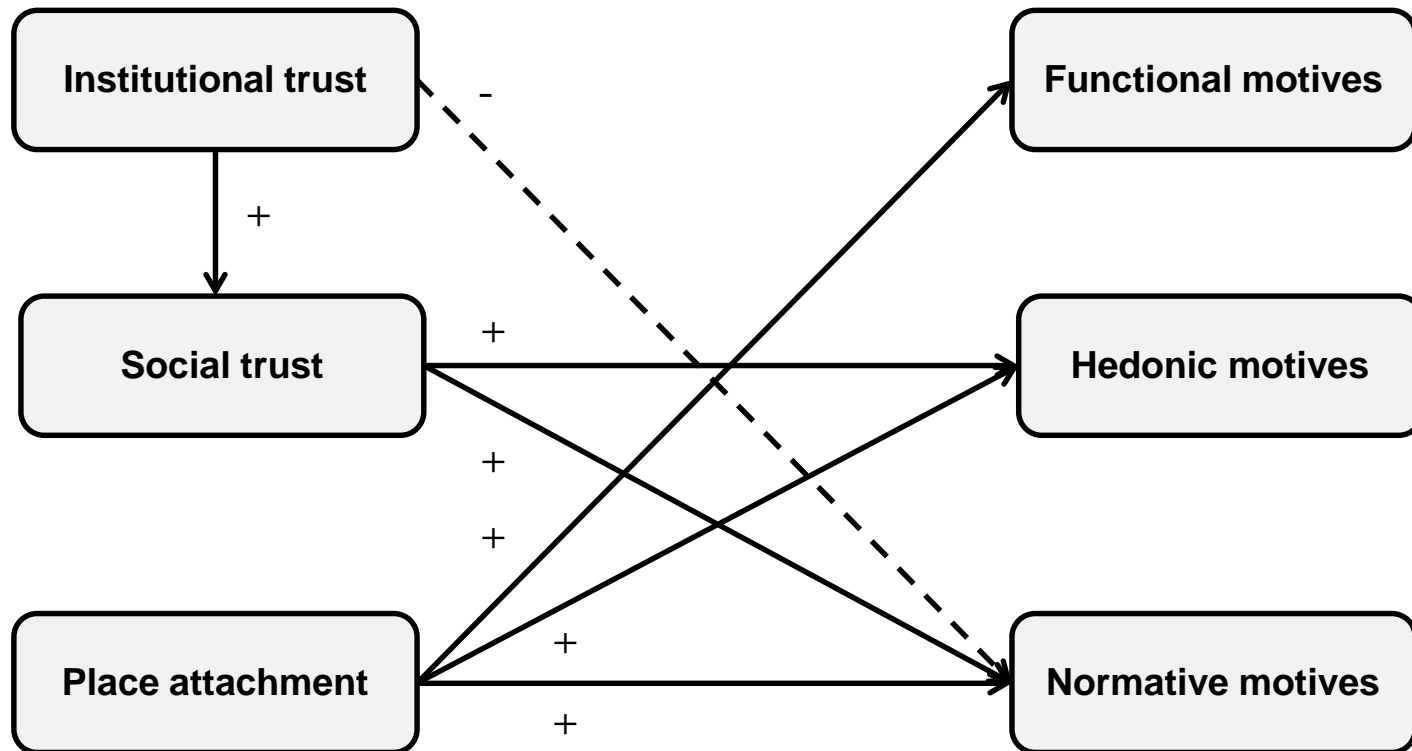 Institutional trust
Functional motives
-
+
Social trust
+
Hedonic motives
+
+
Place attachment
+
Normative motives
+